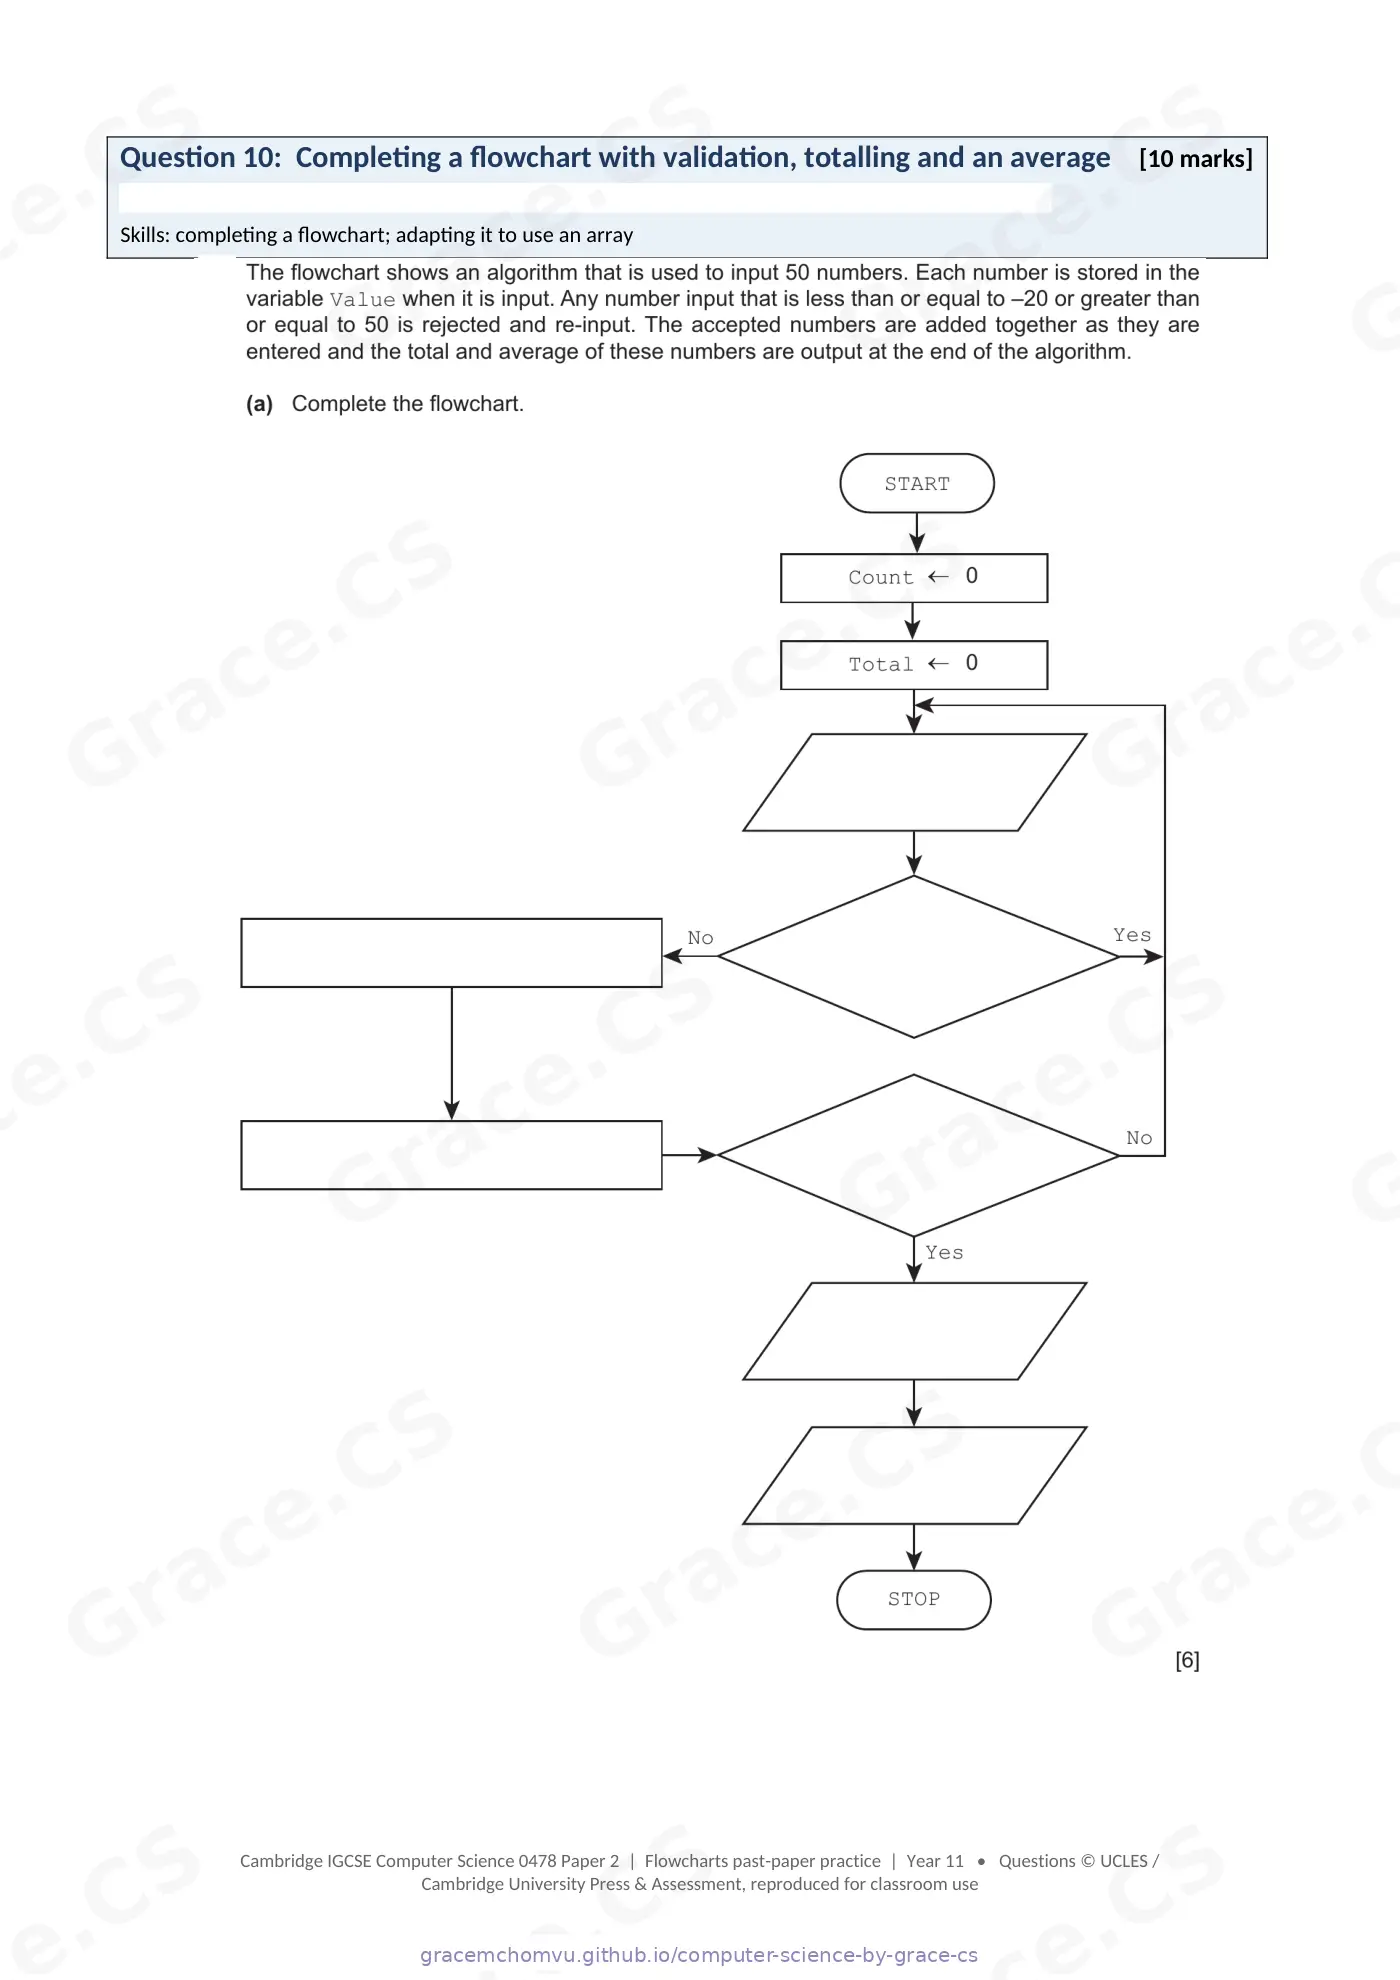 Question 10: Completing a flowchart with validation, totalling and an average [10 marks]
Skills: completing a flowchart; adapting it to use an array
The flowchart shows an algorithm that is used to input 50 numbers. Each number is stored in the
variable Value when it is input. Any number input that is less than or equal to –20 or greater than
or equal to 50 is rejected and re-input. The accepted numbers are added together as they are
entered and the total and average of these numbers are output at the end of the algorithm.
(a) Complete the flowchart.
START
Count ← 0
Total ← 0
No
Yes
No
Yes
STOP
[6]
Cambridge IGCSE Computer Science 0478 Paper 2 | Flowcharts past-paper practice | Year 11 • Questions © UCLES /
Cambridge University Press & Assessment, reproduced for classroom use
gracemchomvu.github.io/computer-science-by-grace-cs
Grace.CS